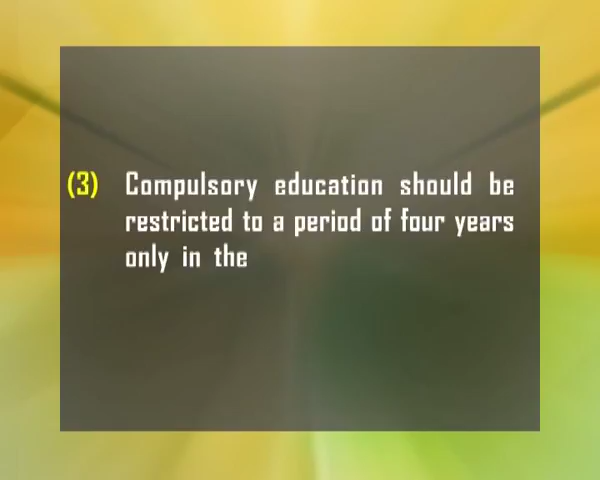 (3) Compulsory education should be
restricted to a period of four years
only in the